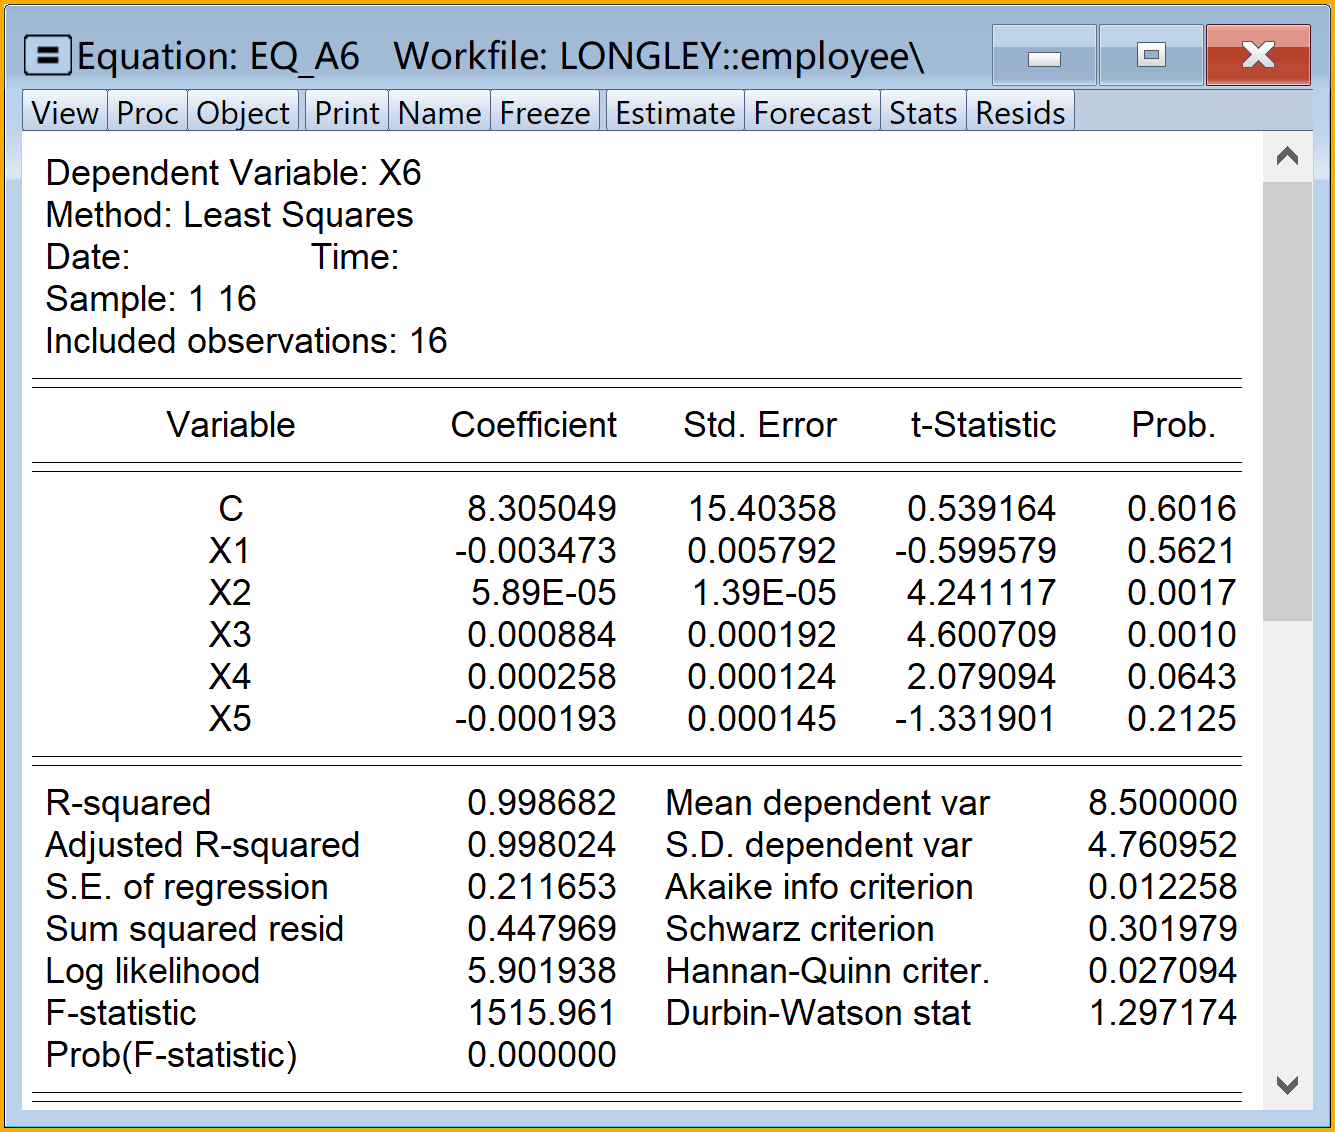 Equation: EQ_A6   Workfile: LONGLEY::employee\
View Proc Object Print Name Freeze Estimate Forecast Stats Resids
Dependent Variable: X6
Method: Least Squares
Date: Time:
Sample: 1 16
Included observations: 16
Variable Coefficient Std. Error t-Statistic Prob.
C 8.305049 15.40358 0.539164 0.6016
X1 -0.003473 0.005792 -0.599579 0.5621
X2 5.89E-05 1.39E-05 4.241117 0.0017
X3 0.000884 0.000192 4.600709 0.0010
X4 0.000258 0.000124 2.079094 0.0643
X5 -0.000193 0.000145 -1.331901 0.2125
R-squared 0.998682 Mean dependent var 8.500000
Adjusted R-squared 0.998024 S.D. dependent var 4.760952
S.E. of regression 0.211653 Akaike info criterion 0.012258
Sum squared resid 0.447969 Schwarz criterion 0.301979
Log likelihood 5.901938 Hannan-Quinn criter. 0.027094
F-statistic 1515.961 Durbin-Watson stat 1.297174
Prob(F-statistic) 0.000000